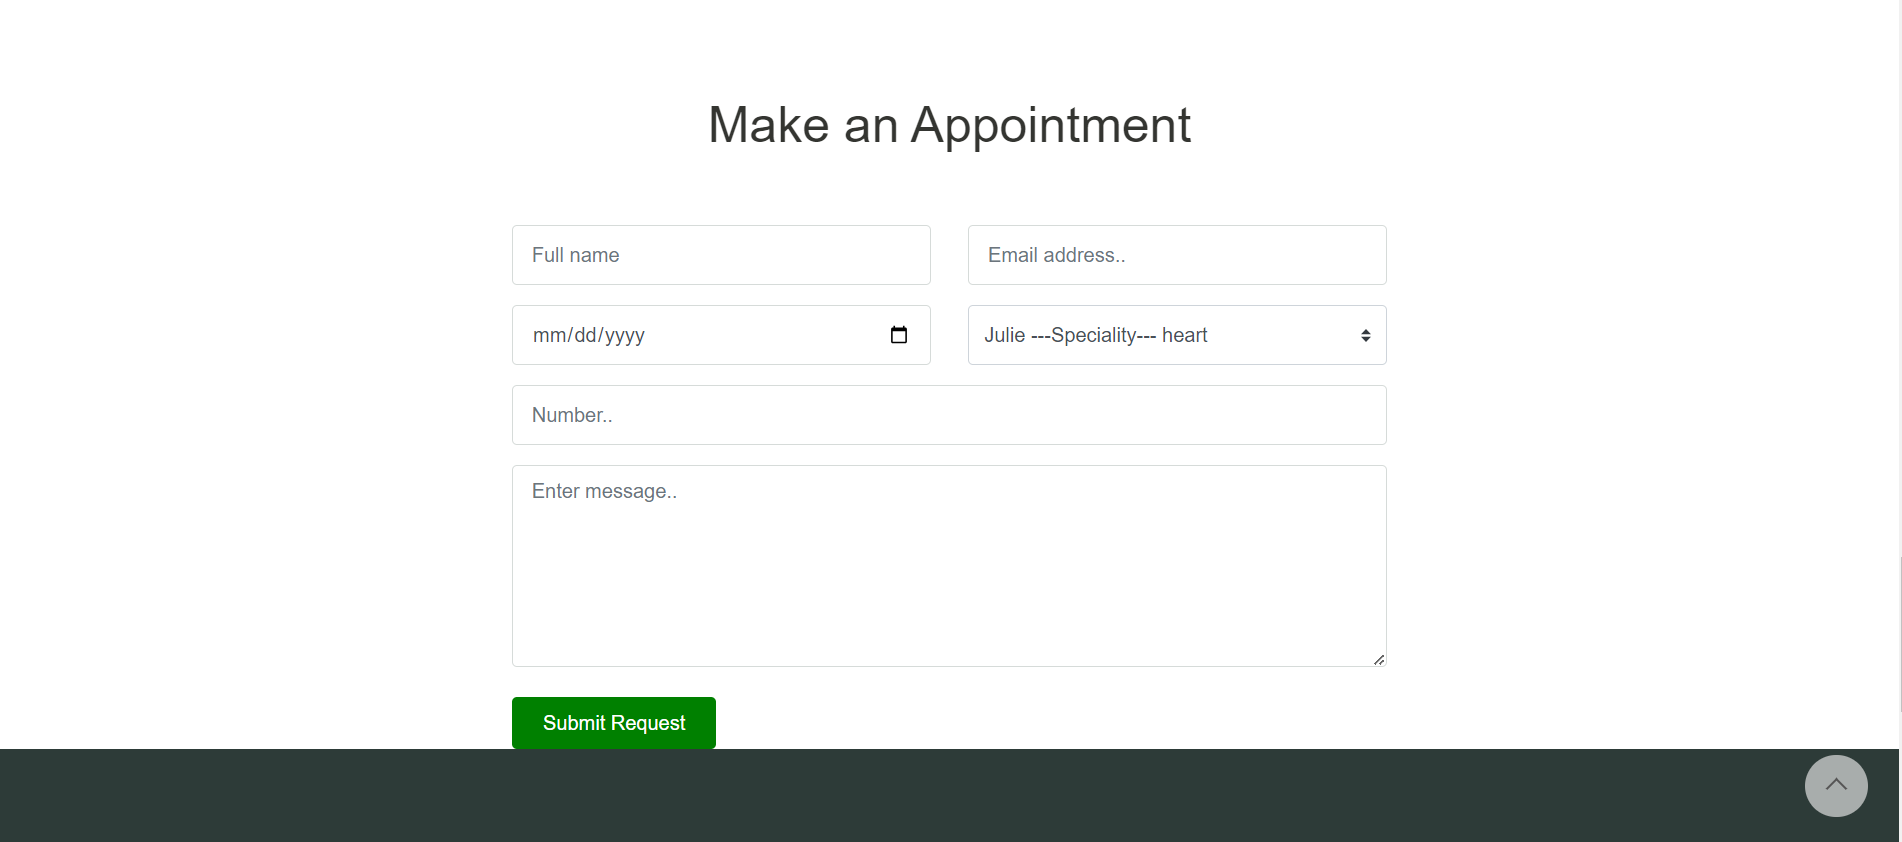 Make an Appointment
Full name
Email address..
mm/dd/yyyy
Julie ---Speciality--- heart
Number..
Enter message..
Submit Request